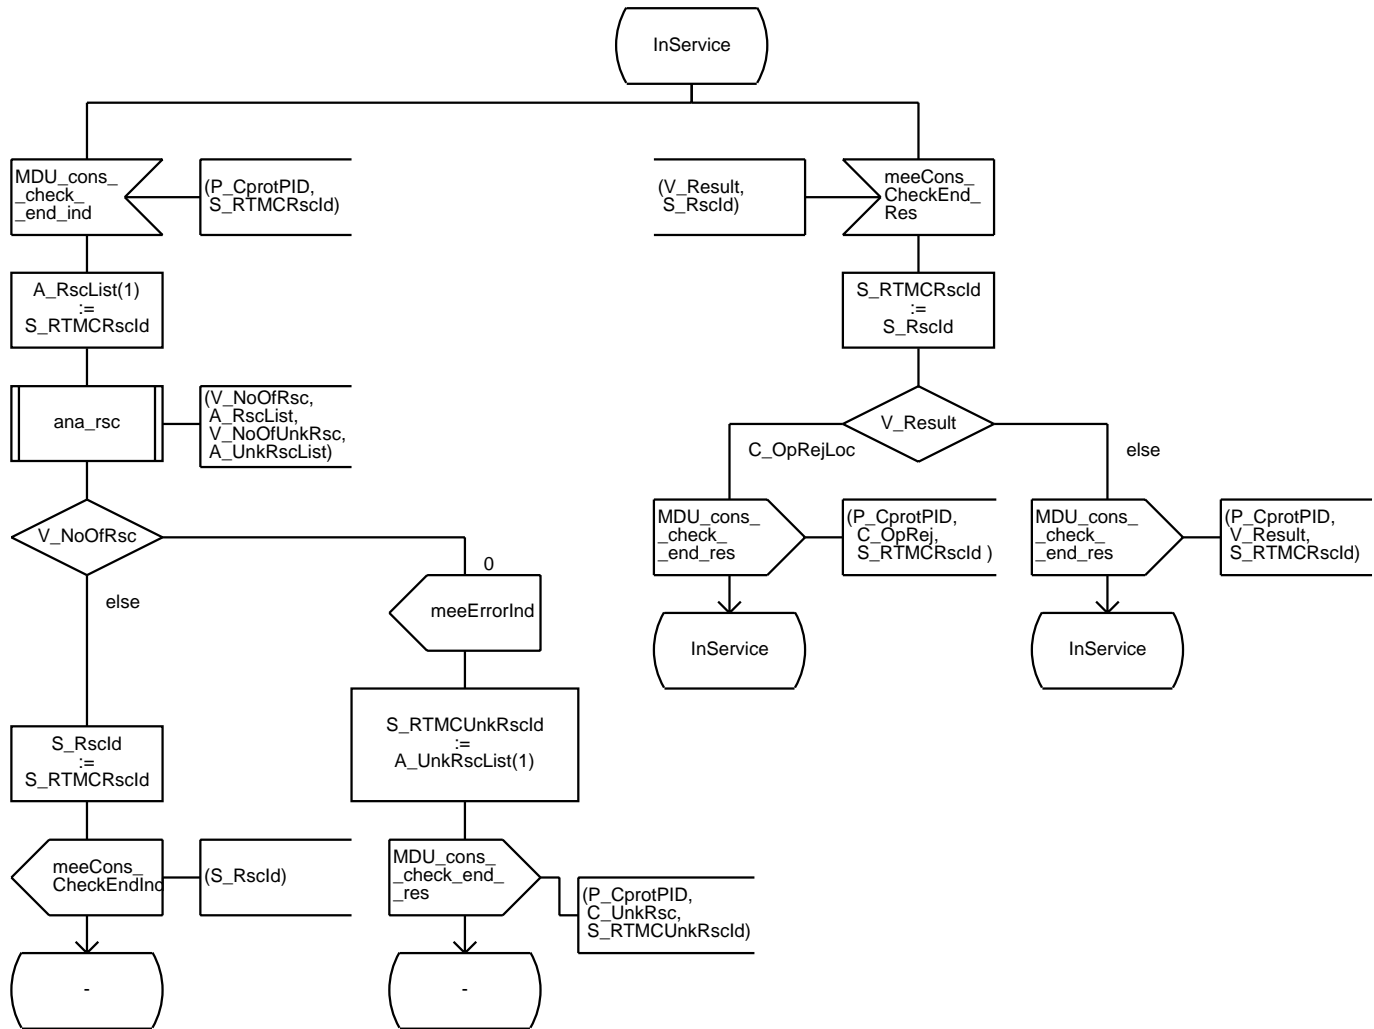 InService
MDU_cons_
_check_
_end_ind
(P_CprotPID,
S_RTMCRscId)
(V_Result,
S_RscId)
meeCons_
CheckEnd_
Res
A_RscList(1)
:=
S_RTMCRscId
S_RTMCRscId
:=
S_RscId
ana_rsc
(V_NoOfRsc,
A_RscList,
V_NoOfUnkRsc,
A_UnkRscList)
V_Result
C_OpRejLoc
else
V_NoOfRsc
MDU_cons_
_check_
_end_res
(P_CprotPID,
C_OpRej,
S_RTMCRscId )
MDU_cons_
_check_
_end_res
(P_CprotPID,
V_Result,
S_RTMCRscId)
0
else
meeErrorInd
InService
InService
S_RscId
:=
S_RTMCRscId
S_RTMCUnkRscId
:=
A_UnkRscList(1)
meeCons_
CheckEndInd
(S_RscId)
MDU_cons_
_check_end_
_res
(P_CprotPID,
C_UnkRsc,
S_RTMCUnkRscId)
-
-